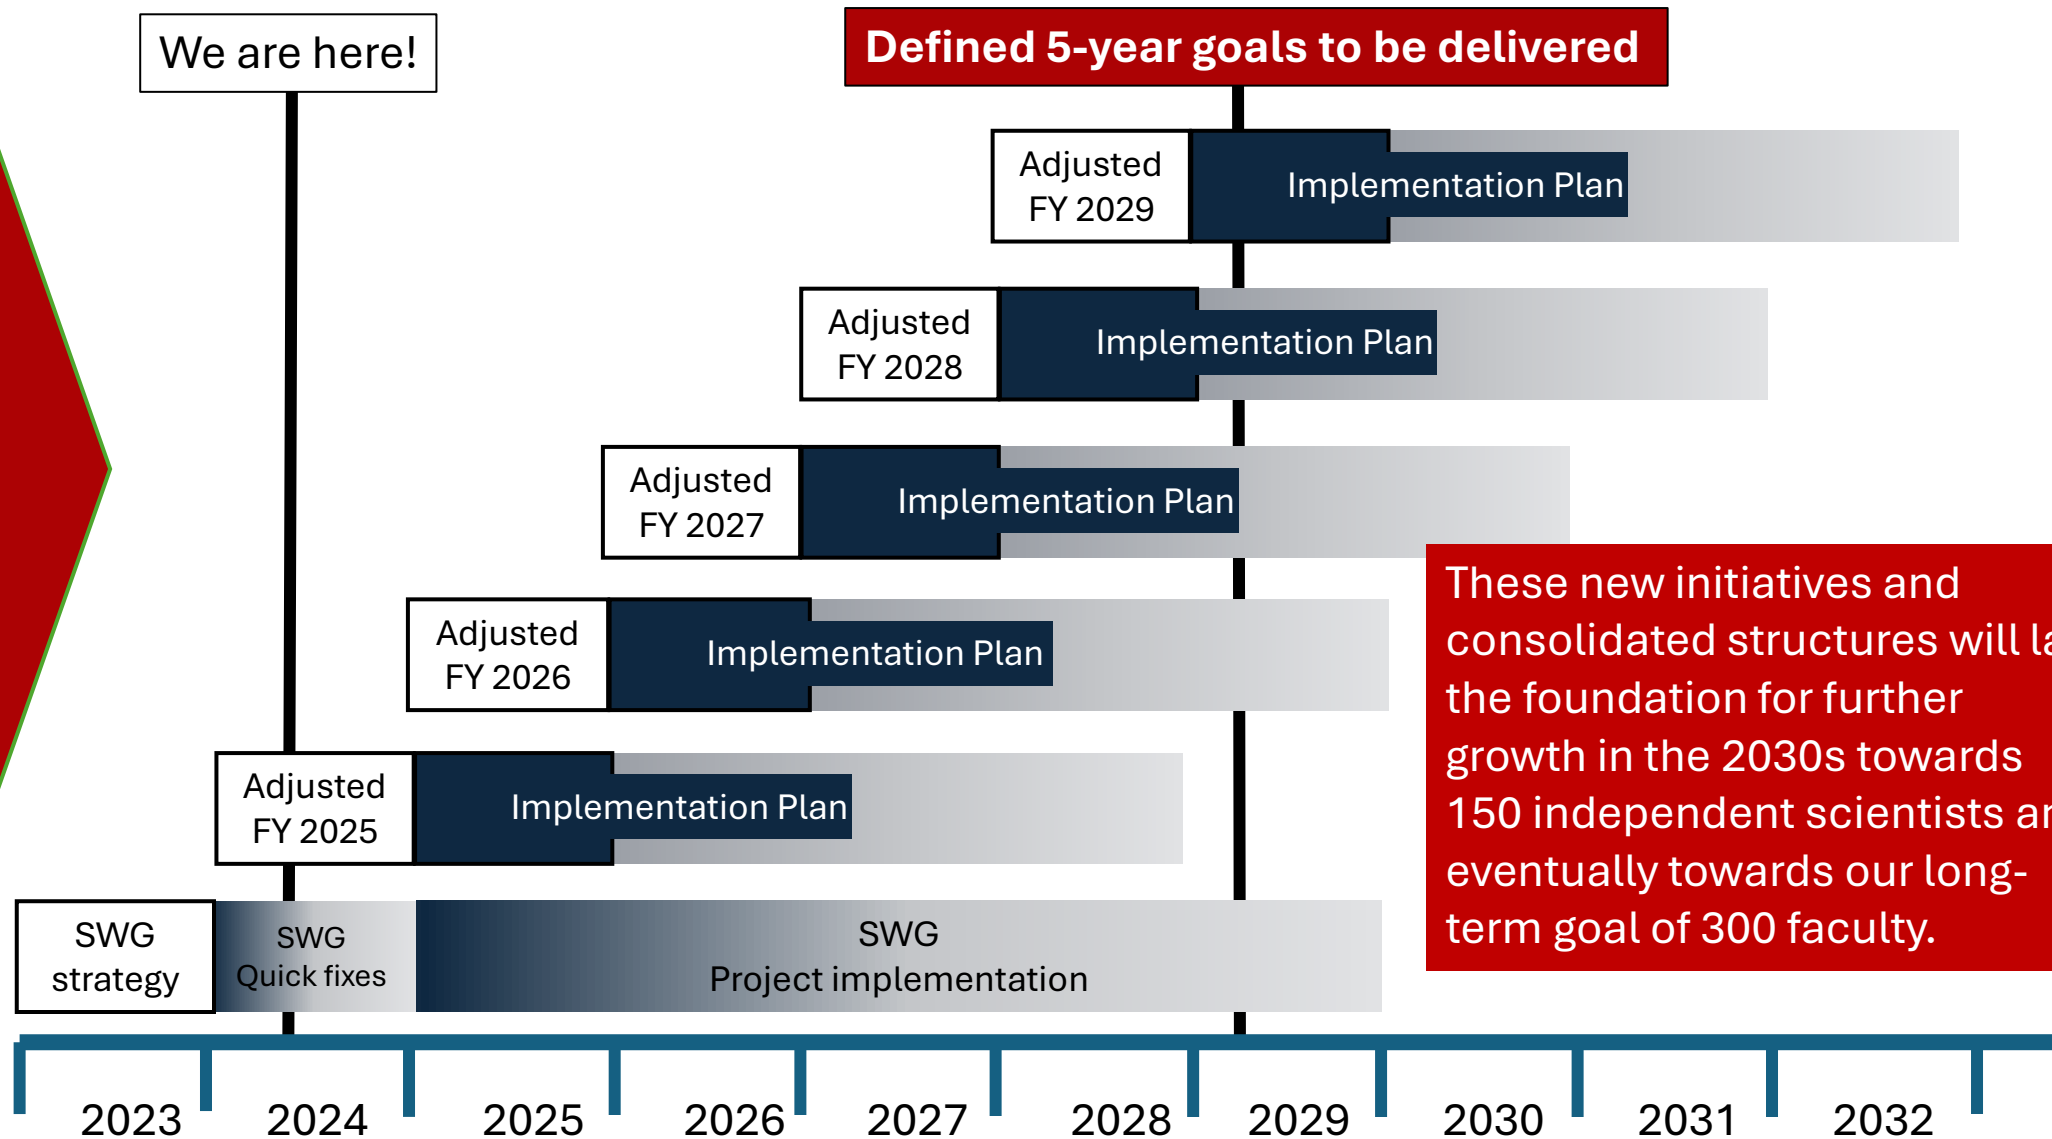 We are here!
Defined 5-year goals to be delivered
Adjusted
FY 2029
Implementation Plan
Adjusted
FY 2028
Implementation Plan
Adjusted
FY 2027
Implementation Plan
Adjusted
FY 2026
Implementation Plan
These new initiatives and
consolidated structures will
the foundation for further
growth in the 2030s towards
150 independent scientists
eventually towards our long-
term goal of 300 faculty.
Adjusted
FY 2025
Implementation Plan
SWG
strategy
SWG
Quick fixes
SWG
Project implementation
2023 2024 2025 2026 2027 2028 2029 2030 2031 2032